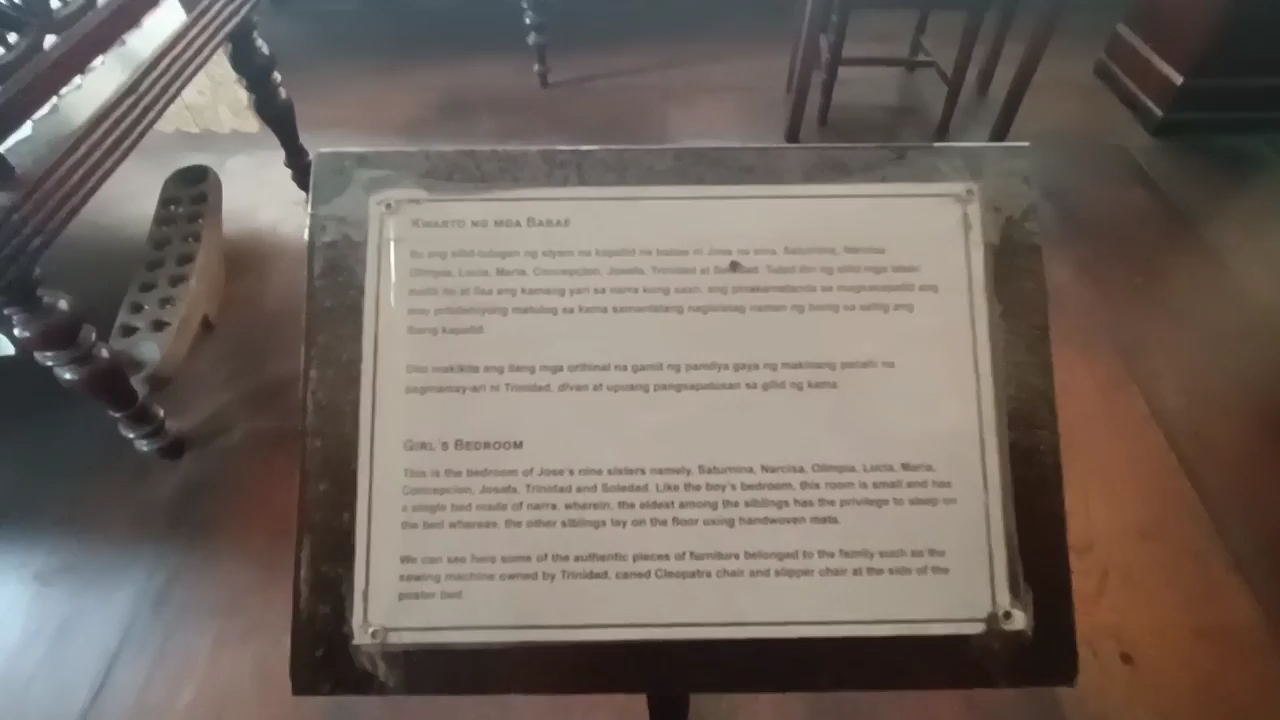 KWARTO NG MGA BABAE
ang silid-tulugan ng siyam na kapatid na babae ni Jose na sina, Saturnina, Narcisa
Olimpia, Lucia, Maria, Concepcion, Josefa, Trinidad at Soledad. Tulad din ng silid mga lalaki
maliit ito at iisa ang kamang yari sa narra kung saan, ang pinakamatanda sa magkakapatid ang
may pribilehiyong matulog sa kama samantalang naglalatag naman ng banig sa sahig ang
ibang kapatid.
Dito makikita ang ilang mga orihinal na gamit ng pamilya gaya ng makinang panahi na
pagmamay-ari ni Trinidad, divan at upuang pangsapatusan sa gilid ng kama.
GIRL'S BEDROOM
This is the bedroom of Jose's nine sisters namely, Saturnina, Narcisa, Olimpia, Lucia, Maria,
Concepcion, Josefa, Trinidad and Soledad. Like the boy's bedroom, this room is small and has
a single bed made of narra, wherein, the eldest among the siblings has the privilege to sleep on
the bed whereas, the other siblings lay on the floor using handwoven mats.
We can see here some of the authentic pieces of furniture belonged to the family such as the
sewing machine owned by Trinidad, caned Cleopatra chair and slipper chair at the side of the
poster bed.